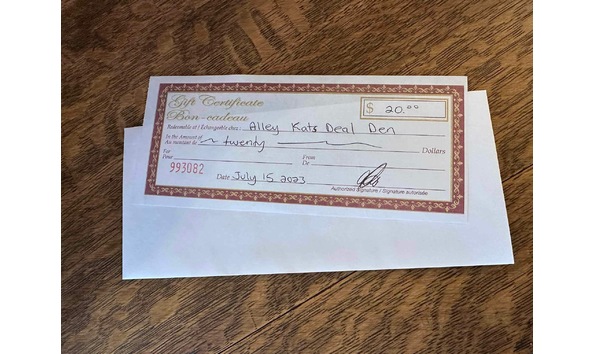 Gift Certificate
$ 20.00
Bon-cadeau
Redeemable at / Échangeable chez : Alley Kats Deal Den
In the Amount of
Au montant de twenty Dollars
For From
Pour De
993082
Date July 15 2023
Authorized signature / Signature autorisée